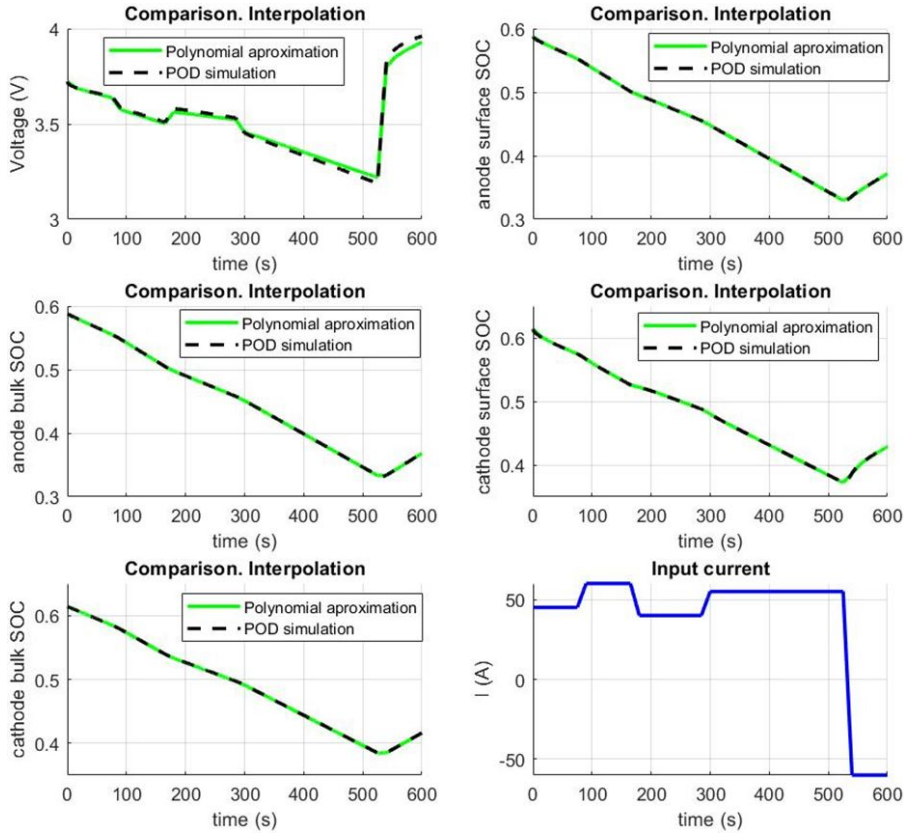 Comparison. Interpolation
Voltage (V)
4
3.5
3
Polynomial aproximation
POD simulation
0 100 200 300 400 500 600
time (s)
Comparison. Interpolation
anode surface SOC
0.6
0.5
0.4
0.3
Polynomial aproximation
POD simulation
0 100 200 300 400 500 600
time (s)
Comparison. Interpolation
anode bulk SOC
0.6
0.5
0.4
0.3
Polynomial aproximation
POD simulation
0 100 200 300 400 500 600
time (s)
Comparison. Interpolation
cathode surface SOC
0.6
0.5
0.4
Polynomial aproximation
POD simulation
0 100 200 300 400 500 600
time (s)
Comparison. Interpolation
cathode bulk SOC
0.6
0.5
0.4
Polynomial aproximation
POD simulation
0 100 200 300 400 500 600
time (s)
Input current
I (A)
50
0
-50
0 100 200 300 400 500 600
time (s)